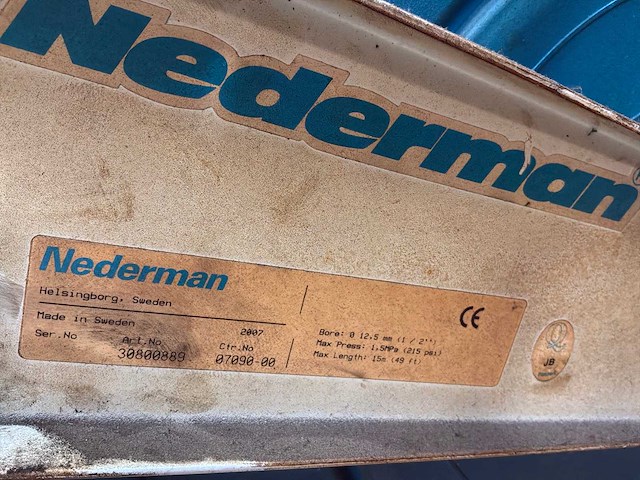 Nederman
Nederman
Helsingborg, Sweden
Made in Sweden 2007
Ser.No Art.No Ctr.No
30800889 07090-00
Bore: Ø 12.5 mm (1 / 2'')
Max Press: 1.5MPa (215 psi)
Max Length: 15m (49 ft)
CE
Q
JB